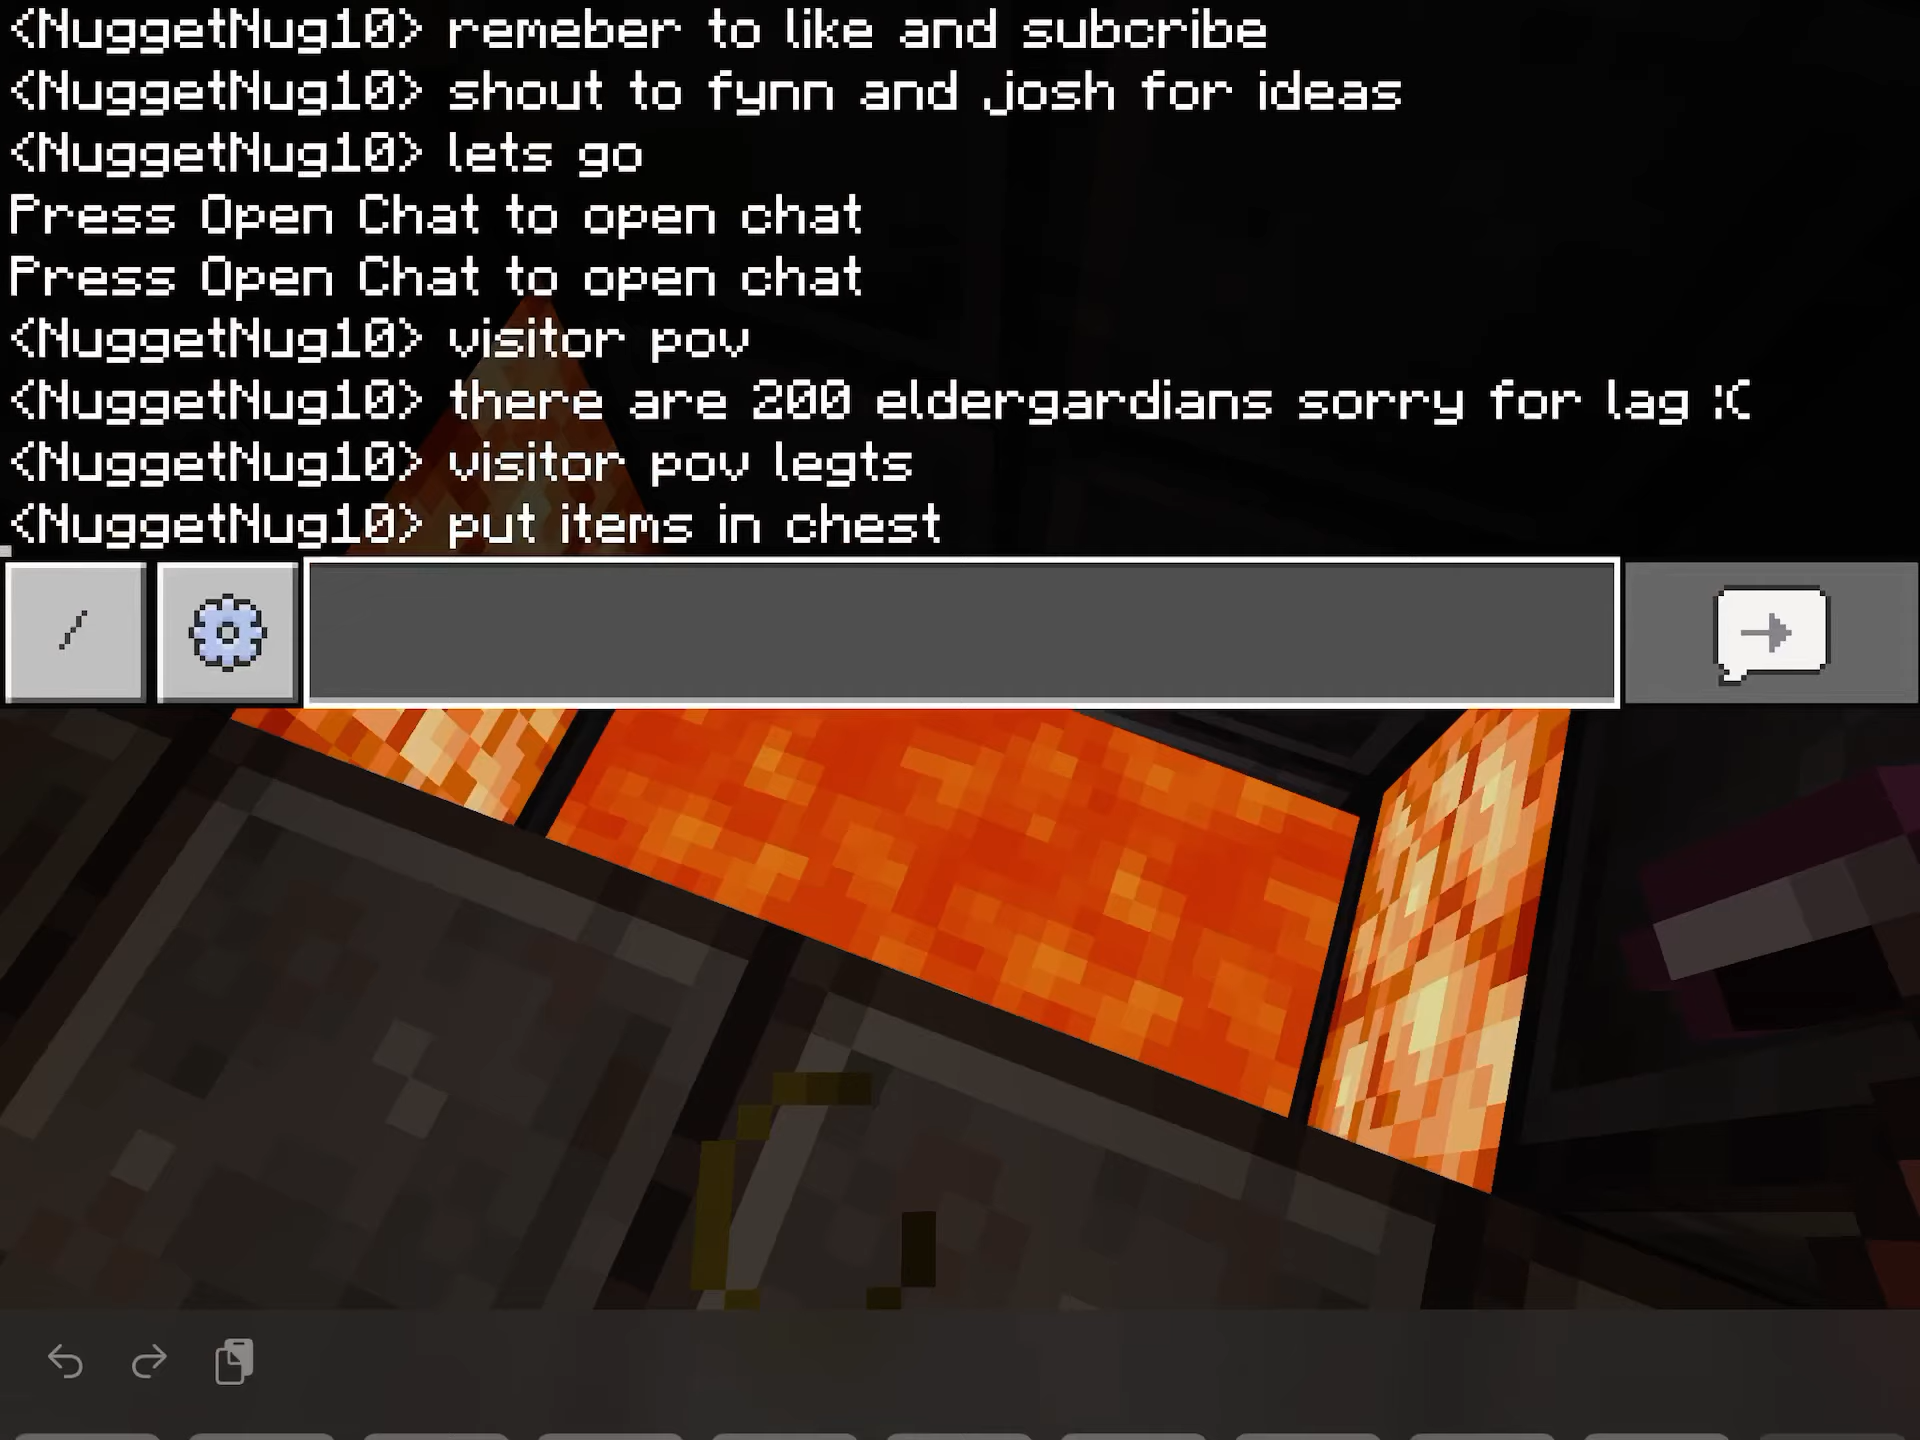 <NuggetNug10> remeber to like and subcribe
<NuggetNug10> shout to fynn and josh for ideas
<NuggetNug10> lets go
Press Open Chat to open chat
Press Open Chat to open chat
<NuggetNug10> visitor pov
<NuggetNug10> there are 200 eldergardians sorry for lag :(
<NuggetNug10> visitor pov legts
<NuggetNug10> put items in chest
/